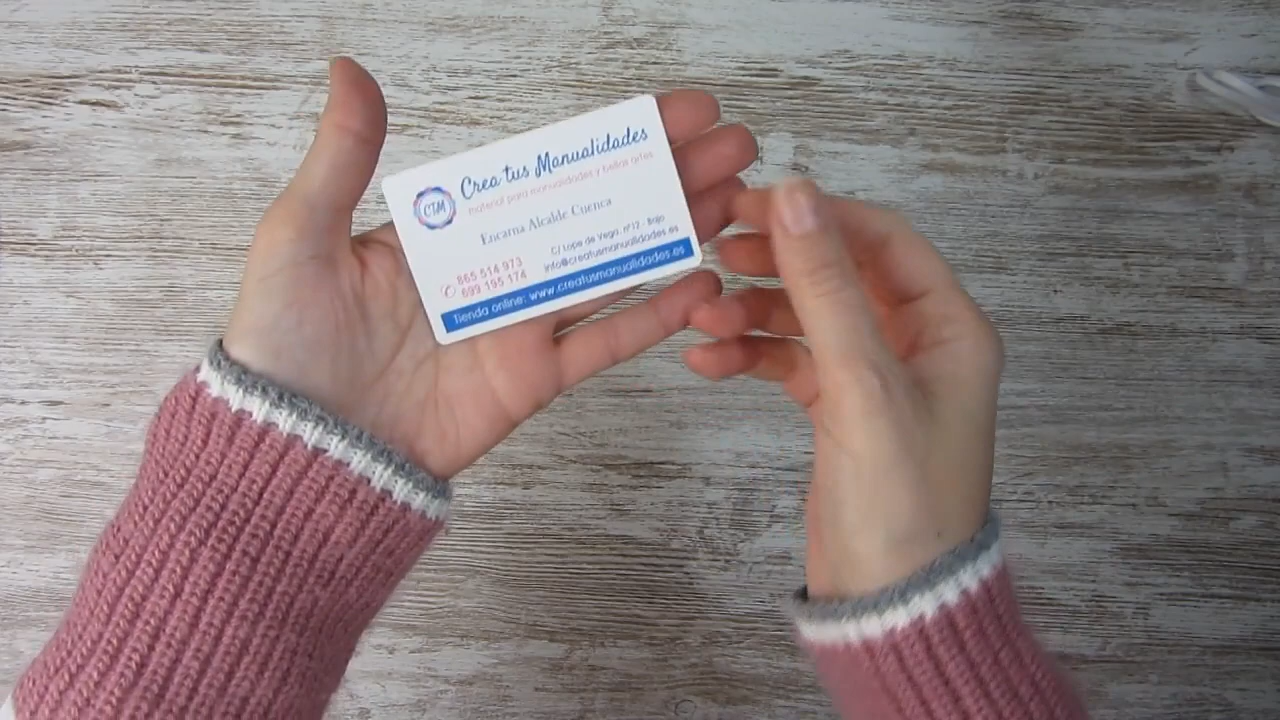 Crea tus Manualidades
material para manualidades y bellas artes
CTM
Encarna Alcalde Cuenca
865 514 973
699 195 174
C/ Lope de Vega, nº12 - Bajo
info@creatusmanualidades.es
Tienda online: www.creatusmanualidades.es